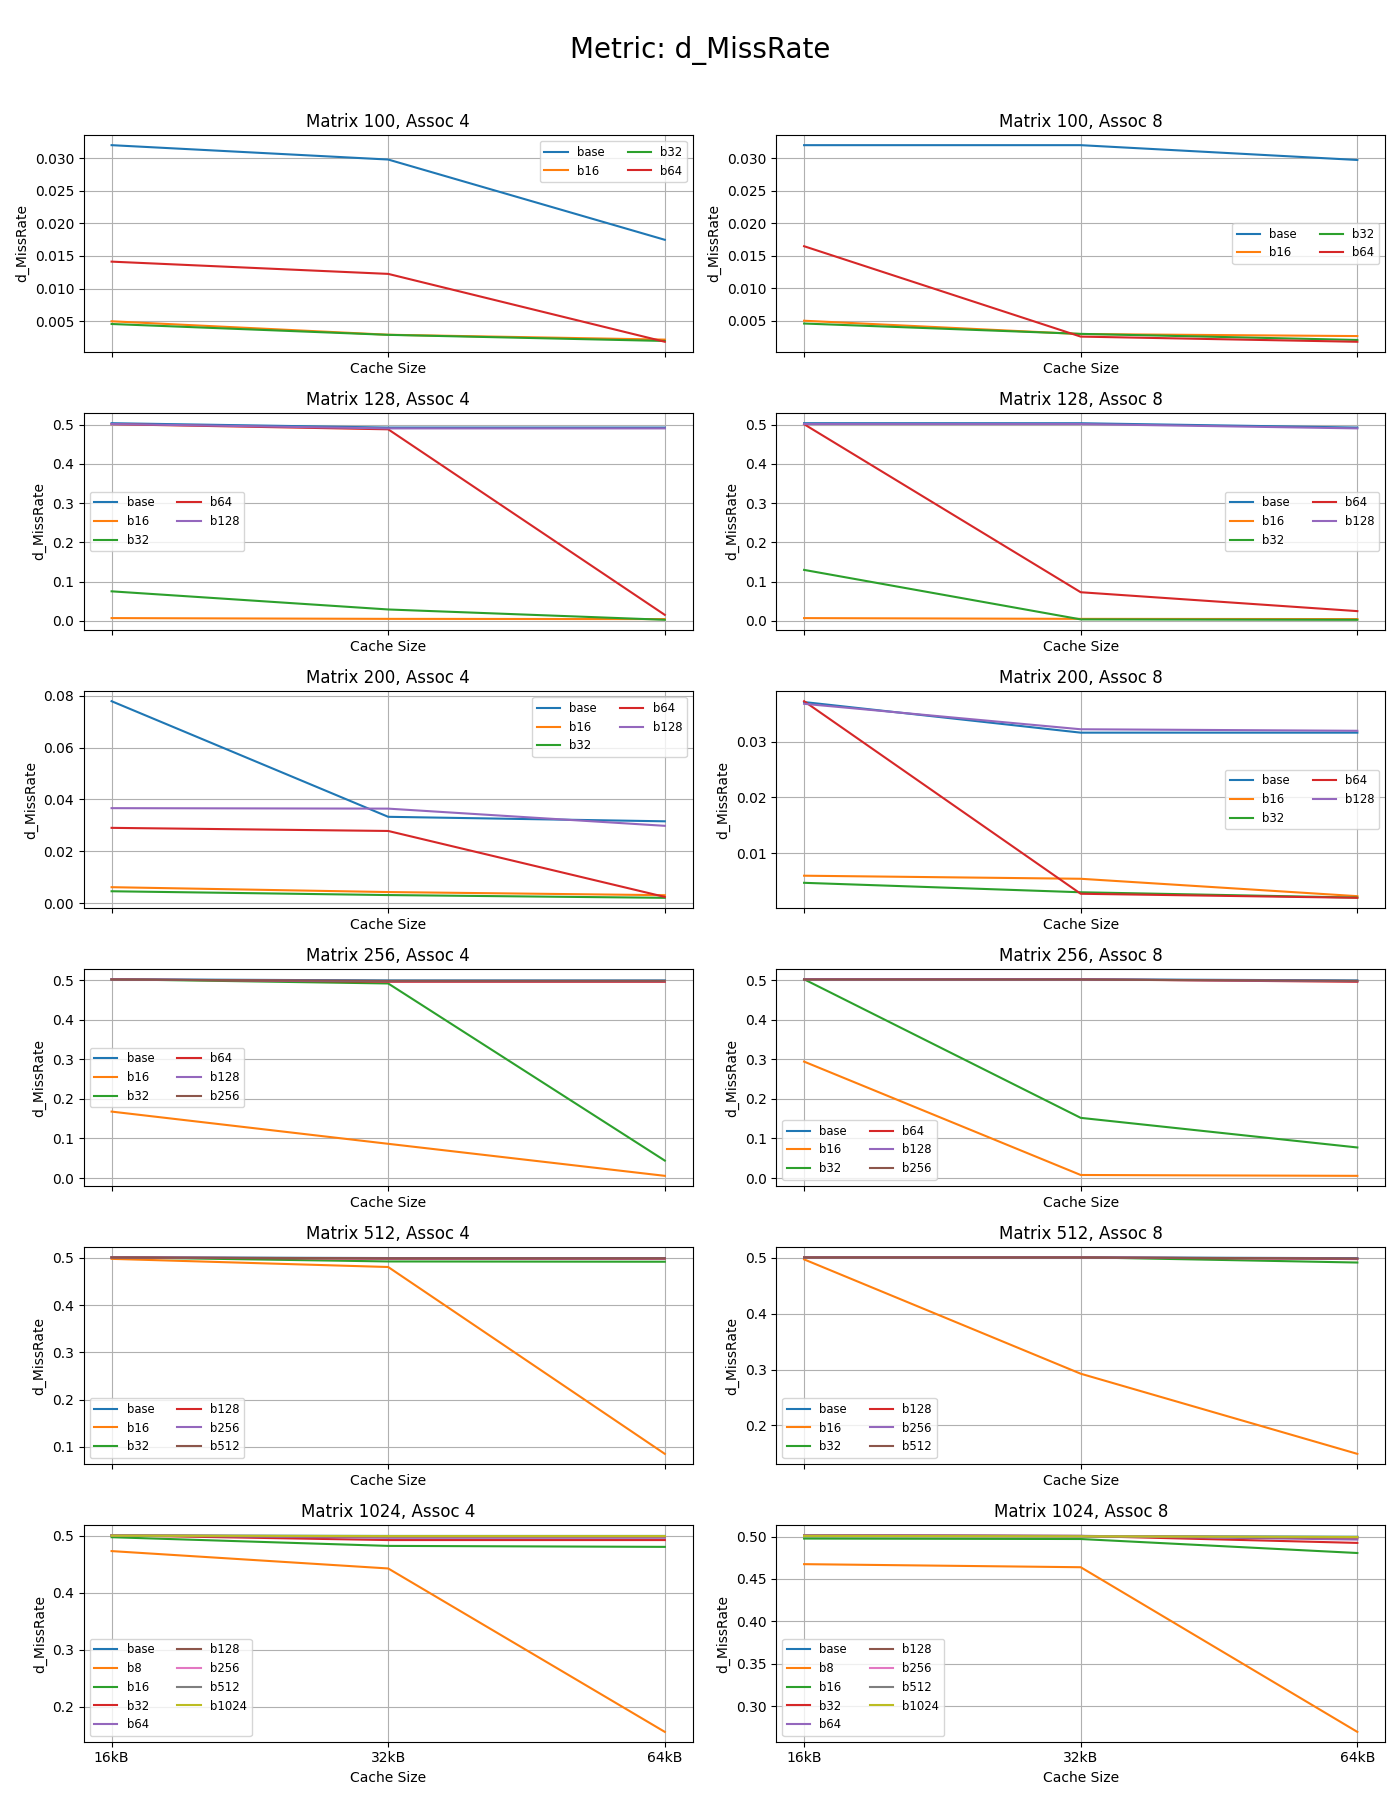 Metric: d_MissRate
Matrix 100, Assoc 4
d_MissRate
0.030
0.025
0.020
0.015
0.010
0.005
base b32
b16 b64
Cache Size
Matrix 100, Assoc 8
d_MissRate
0.030
0.025
0.020
0.015
0.010
0.005
base b32
b16 b64
Cache Size
Matrix 128, Assoc 4
d_MissRate
0.5
0.4
0.3
0.2
0.1
0.0
base b64
b16 b128
b32
Cache Size
Matrix 128, Assoc 8
d_MissRate
0.5
0.4
0.3
0.2
0.1
0.0
base b64
b16 b128
b32
Cache Size
Matrix 200, Assoc 4
d_MissRate
0.08
0.06
0.04
0.02
0.00
base b64
b16 b128
b32
Cache Size
Matrix 200, Assoc 8
d_MissRate
0.03
0.02
0.01
base b64
b16 b128
b32
Cache Size
Matrix 256, Assoc 4
d_MissRate
0.5
0.4
0.3
0.2
0.1
0.0
base b64
b16 b128
b32 b256
Cache Size
Matrix 256, Assoc 8
d_MissRate
0.5
0.4
0.3
0.2
0.1
0.0
base b64
b16 b128
b32 b256
Cache Size
Matrix 512, Assoc 4
d_MissRate
0.5
0.4
0.3
0.2
0.1
base b128
b16 b256
b32 b512
Cache Size
Matrix 512, Assoc 8
d_MissRate
0.5
0.4
0.3
0.2
base b128
b16 b256
b32 b512
Cache Size
Matrix 1024, Assoc 4
d_MissRate
0.5
0.4
0.3
0.2
base b128
b8 b256
b16 b512
b32 b1024
b64
16kB 32kB 64kB
Cache Size
Matrix 1024, Assoc 8
d_MissRate
0.50
0.45
0.40
0.35
0.30
base b128
b8 b256
b16 b512
b32 b1024
b64
16kB 32kB 64kB
Cache Size